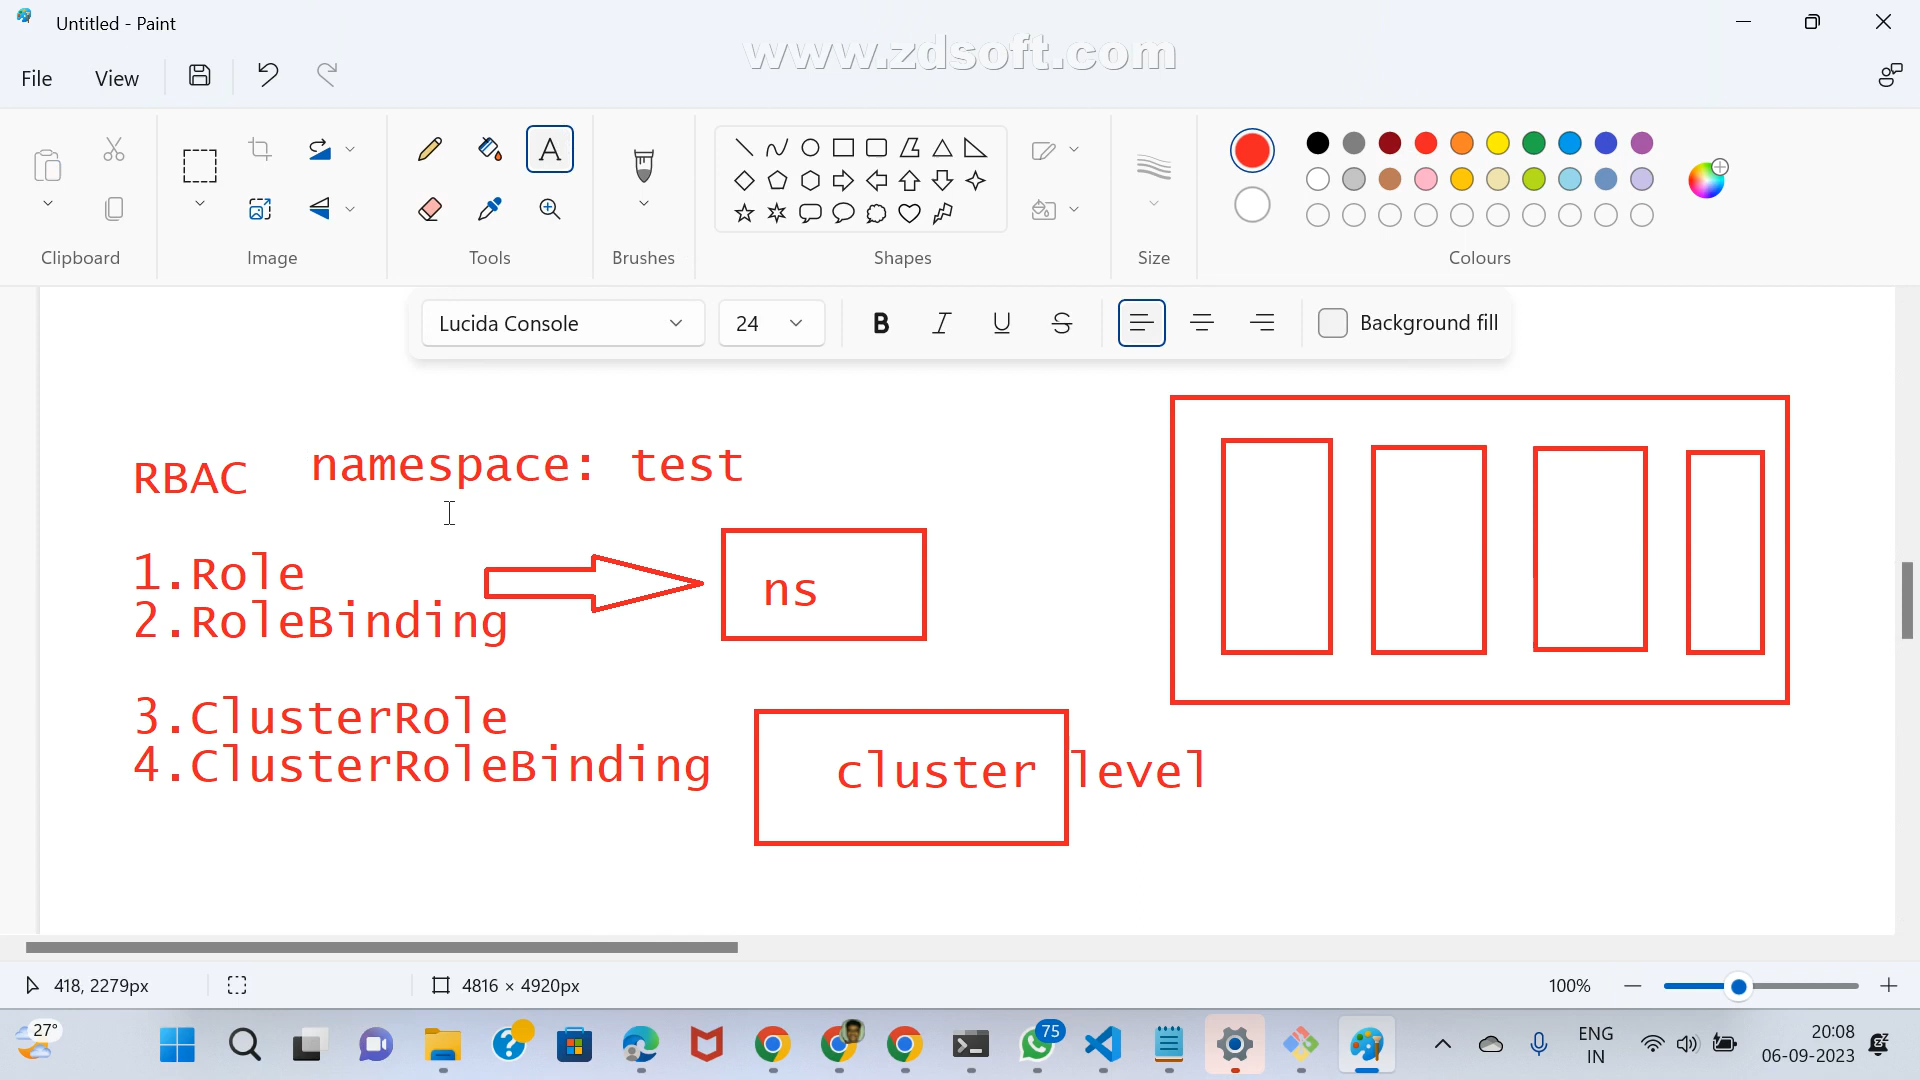 Untitled - Paint
www.zdsoft.com
File
View
Clipboard
Image
Tools
Brushes
Shapes
Size
Colours
Lucida Console
24
B
I
U
S
Background fill
RBAC
namespace: test
1.Role
2.RoleBinding
ns
3.ClusterRole
4.ClusterRoleBinding
cluster level
418, 2279px
4816 × 4920px
100%
27°
75
ENG
IN
20:08
06-09-2023